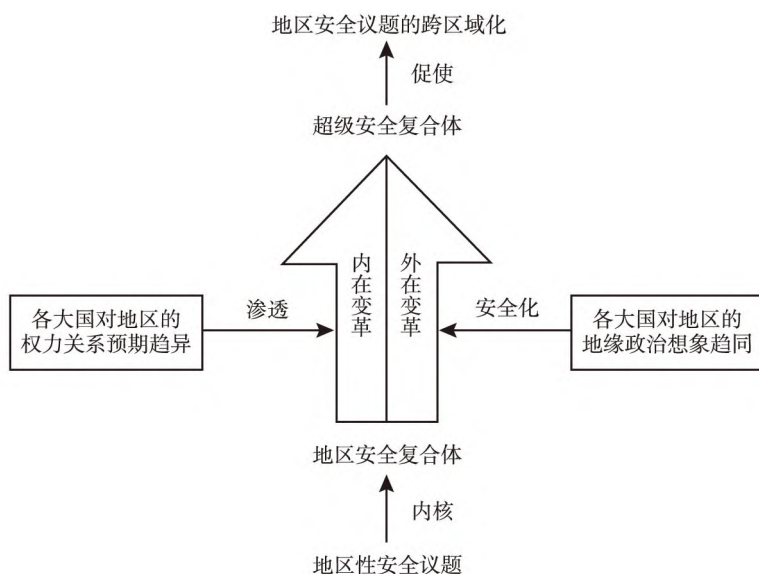 地区安全议题的跨区域化
促使
超级安全复合体
内在变革
外在变革
各大国对地区的
权力关系预期趋异
渗透
安全化
各大国对地区的
地缘政治想象趋同
地区安全复合体
内核
地区性安全议题